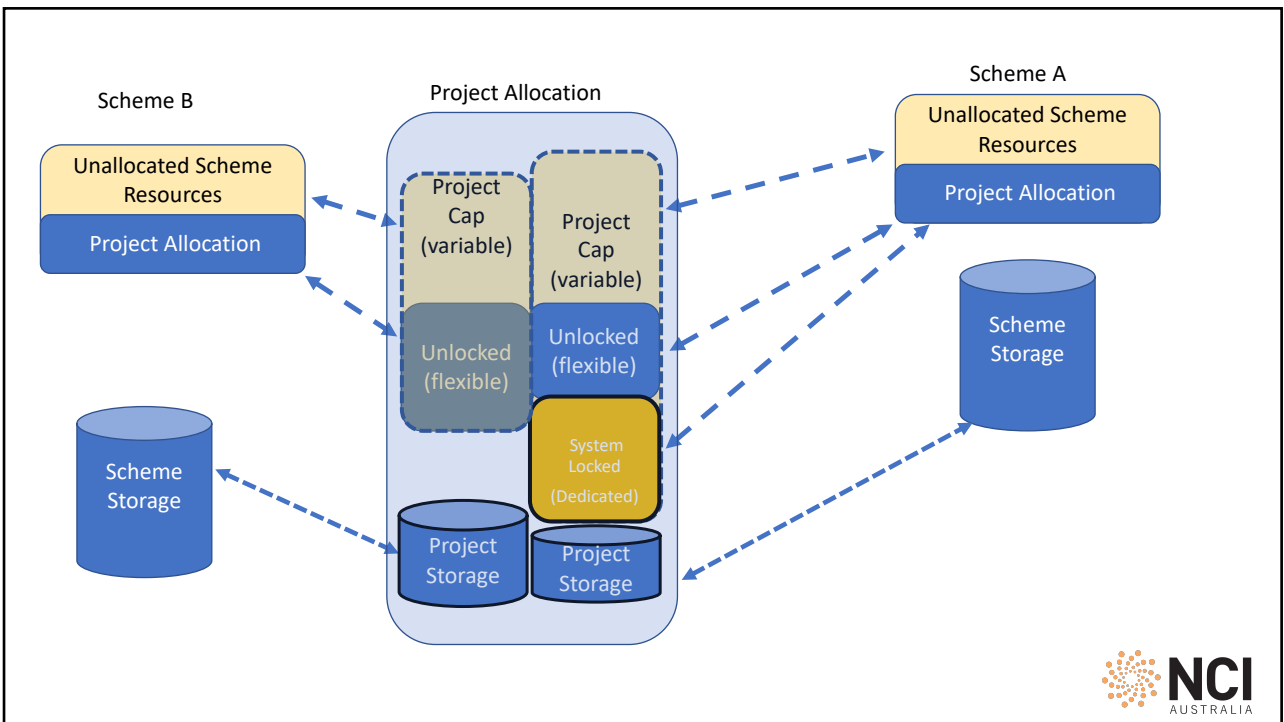 Scheme B
Project Allocation
Scheme A
Unallocated Scheme
Resources
Project Allocation
Project
Cap
(variable)
Unlocked
(flexible)
Project
Cap
(variable)
Unlocked
(flexible)
System
Locked
(Dedicated)
Unallocated Scheme
Resources
Project Allocation
Scheme
Storage
Project
Storage
Project
Storage
Scheme
Storage
NCI
AUSTRALIA